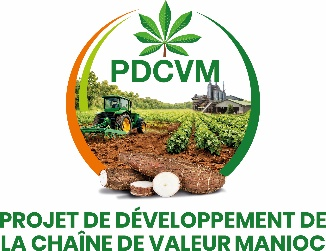 PDCVM
PROJET DE DÉVELOPPEMENT DE
LA CHAÎNE DE VALEUR MANIOC